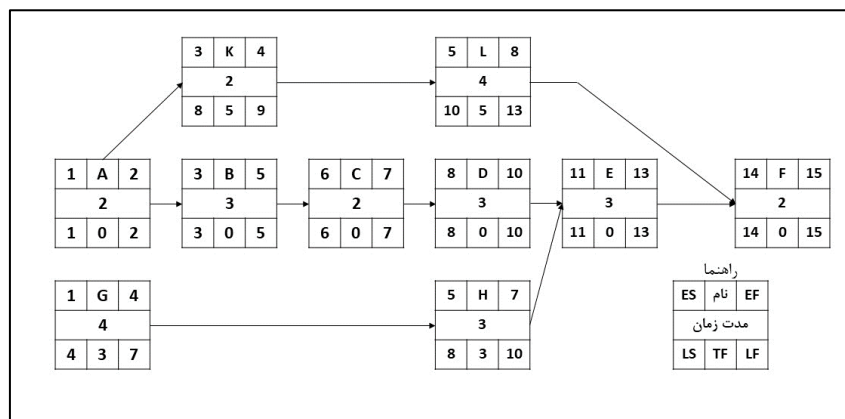 3 K 4
2
8 5 9
5 L 8
4
10 5 13
1 A 2
2
1 0 2
3 B 5
3
3 0 5
6 C 7
2
6 0 7
8 D 10
3
8 0 10
11 E 13
3
11 0 13
14 F 15
2
14 0 15
1 G 4
4
4 3 7
5 H 7
3
8 3 10
راهنما
ES نام EF
مدت زمان
LS TF LF